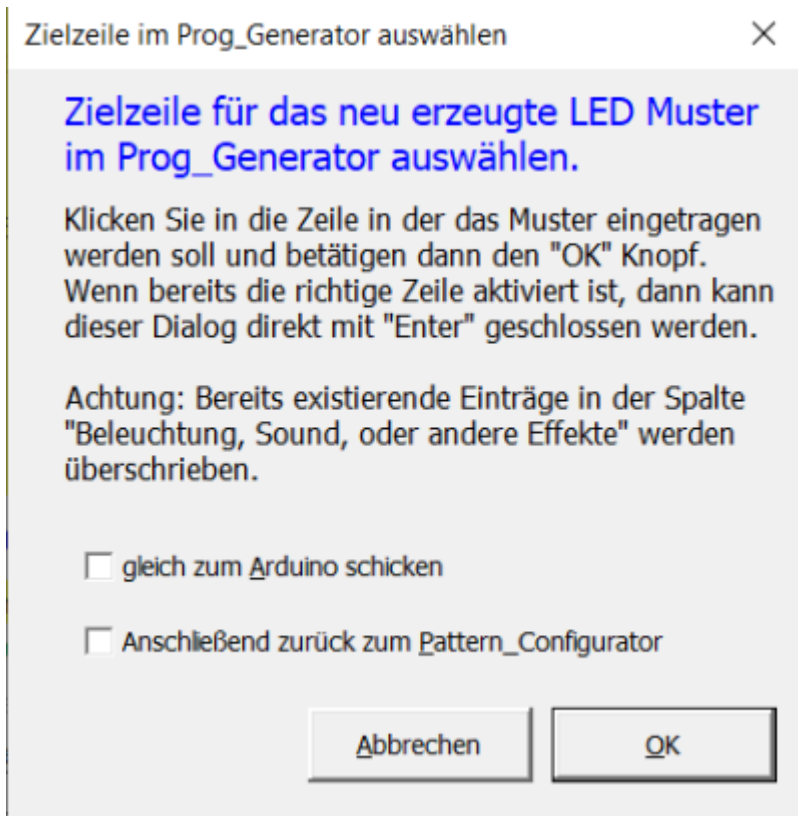 Zielzeile im Prog_Generator auswählen
Zielzeile für das neu erzeugte LED Muster
im Prog_Generator auswählen.
Klicken Sie in die Zeile in der das Muster eingetragen
werden soll und betätigen dann den "OK" Knopf.
Wenn bereits die richtige Zeile aktiviert ist, dann kann
dieser Dialog direkt mit "Enter" geschlossen werden.
Achtung: Bereits existierende Einträge in der Spalte
"Beleuchtung, Sound, oder andere Effekte" werden
überschrieben.
gleich zum Arduino schicken
Anschließend zurück zum Pattern_Configurator
Abbrechen
OK